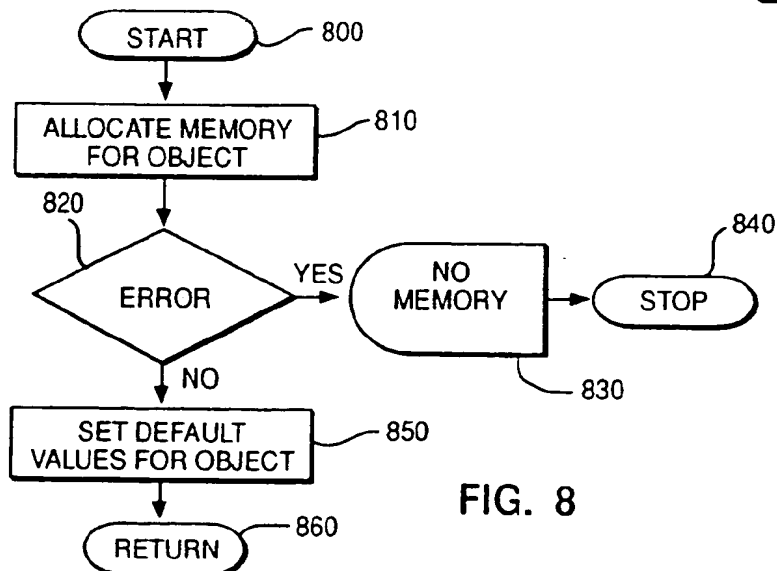 START
800
ALLOCATE MEMORY
FOR OBJECT
810
820
ERROR
YES
NO
MEMORY
830
840
STOP
NO
SET DEFAULT
VALUES FOR OBJECT
850
RETURN
860
FIG. 8